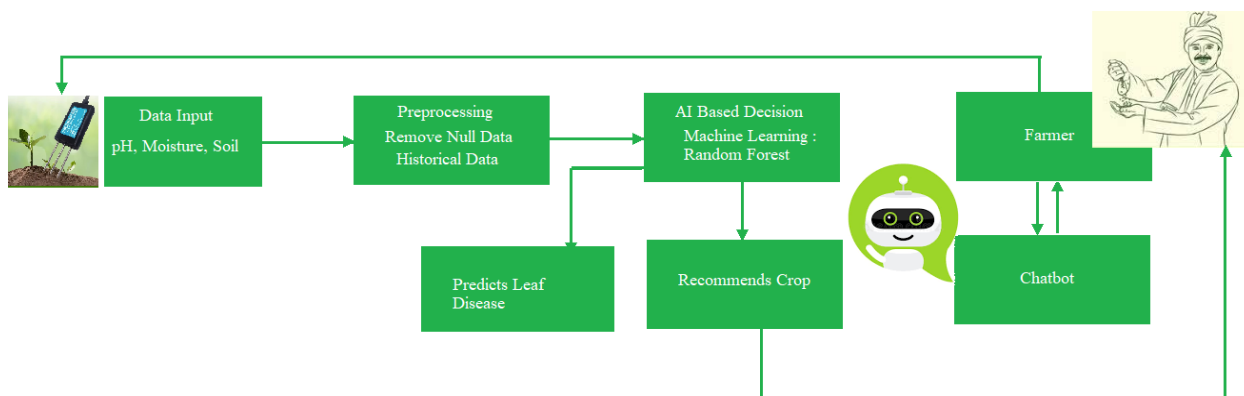 Data Input
pH, Moisture, Soil
Preprocessing
Remove Null Data
Historical Data
AI Based Decision
Machine Learning :
Random Forest
Farmer
Predicts Leaf
Disease
Recommends Crop
Chatbot